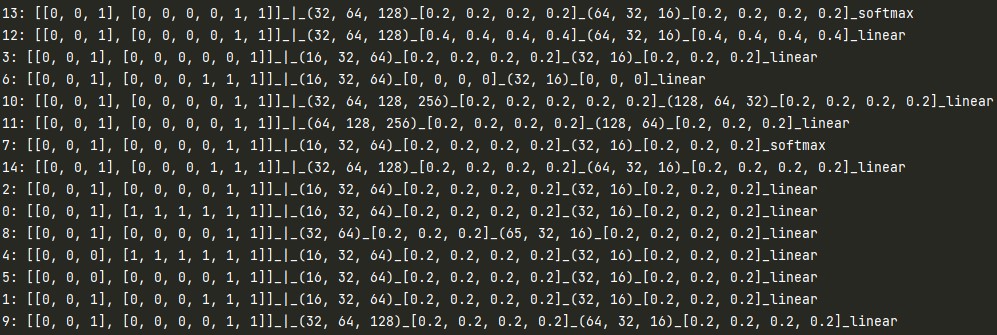 13: [[0, 0, 1], [0, 0, 0, 0, 1, 1]]_|_(32, 64, 128)_[0.2, 0.2, 0.2, 0.2]_(64, 32, 16)_[0.2, 0.2, 0.2, 0.2]_softmax
12: [[0, 0, 1], [0, 0, 0, 0, 1, 1]]_|_(32, 64, 128)_[0.4, 0.4, 0.4, 0.4]_(64, 32, 16)_[0.4, 0.4, 0.4, 0.4]_linear
3: [[0, 0, 1], [0, 0, 0, 0, 0, 0]]_|_(16, 32, 64)_[0.2, 0.2, 0.2, 0.2]_(32, 16)_[0.2, 0.2, 0.2]_linear
6: [[0, 0, 1], [0, 0, 0, 1, 1, 1]]_|_(16, 32, 64)_[0, 0, 0, 0]_(32, 16)_[0, 0, 0]_linear
10: [[0, 0, 1], [0, 0, 0, 0, 1, 1]]_|_(32, 64, 128, 256)_[0.2, 0.2, 0.2, 0.2, 0.2]_(128, 64, 32)_[0.2, 0.2, 0.2, 0.2]_linear
11: [[0, 0, 1], [0, 0, 0, 0, 1, 1]]_|_(64, 128, 256)_[0.2, 0.2, 0.2, 0.2]_(128, 64)_[0.2, 0.2, 0.2]_linear
7: [[0, 0, 1], [0, 0, 0, 0, 1, 1]]_|_(16, 32, 64)_[0.2, 0.2, 0.2, 0.2]_(32, 16)_[0.2, 0.2, 0.2]_softmax
14: [[0, 0, 1], [0, 0, 0, 1, 1, 1]]_|_(32, 64, 128)_[0.2, 0.2, 0.2, 0.2]_(64, 32, 16)_[0.2, 0.2, 0.2, 0.2]_linear
2: [[0, 0, 1], [0, 0, 0, 0, 1, 1]]_|_(16, 32, 64)_[0.2, 0.2, 0.2, 0.2]_(32, 16)_[0.2, 0.2, 0.2]_linear
0: [[0, 0, 1], [1, 1, 1, 1, 1, 1]]_|_(16, 32, 64)_[0.2, 0.2, 0.2, 0.2]_(32, 16)_[0.2, 0.2, 0.2]_linear
8: [[0, 0, 1], [0, 0, 0, 0, 1, 1]]_|_(32, 64)_[0.2, 0.2, 0.2]_(65, 32, 16)_[0.2, 0.2, 0.2, 0.2]_linear
4: [[0, 0, 0], [1, 1, 1, 1, 1, 1]]_|_(16, 32, 64)_[0.2, 0.2, 0.2, 0.2]_(32, 16)_[0.2, 0.2, 0.2]_linear
5: [[0, 0, 0], [0, 0, 0, 0, 1, 1]]_|_(16, 32, 64)_[0.2, 0.2, 0.2, 0.2]_(32, 16)_[0.2, 0.2, 0.2]_linear
1: [[0, 0, 1], [0, 0, 0, 1, 1, 1]]_|_(16, 32, 64)_[0.2, 0.2, 0.2, 0.2]_(32, 16)_[0.2, 0.2, 0.2]_linear
9: [[0, 0, 1], [0, 0, 0, 0, 1, 1]]_|_(32, 64, 128)_[0.2, 0.2, 0.2, 0.2]_(64, 32, 16)_[0.2, 0.2, 0.2, 0.2]_linear